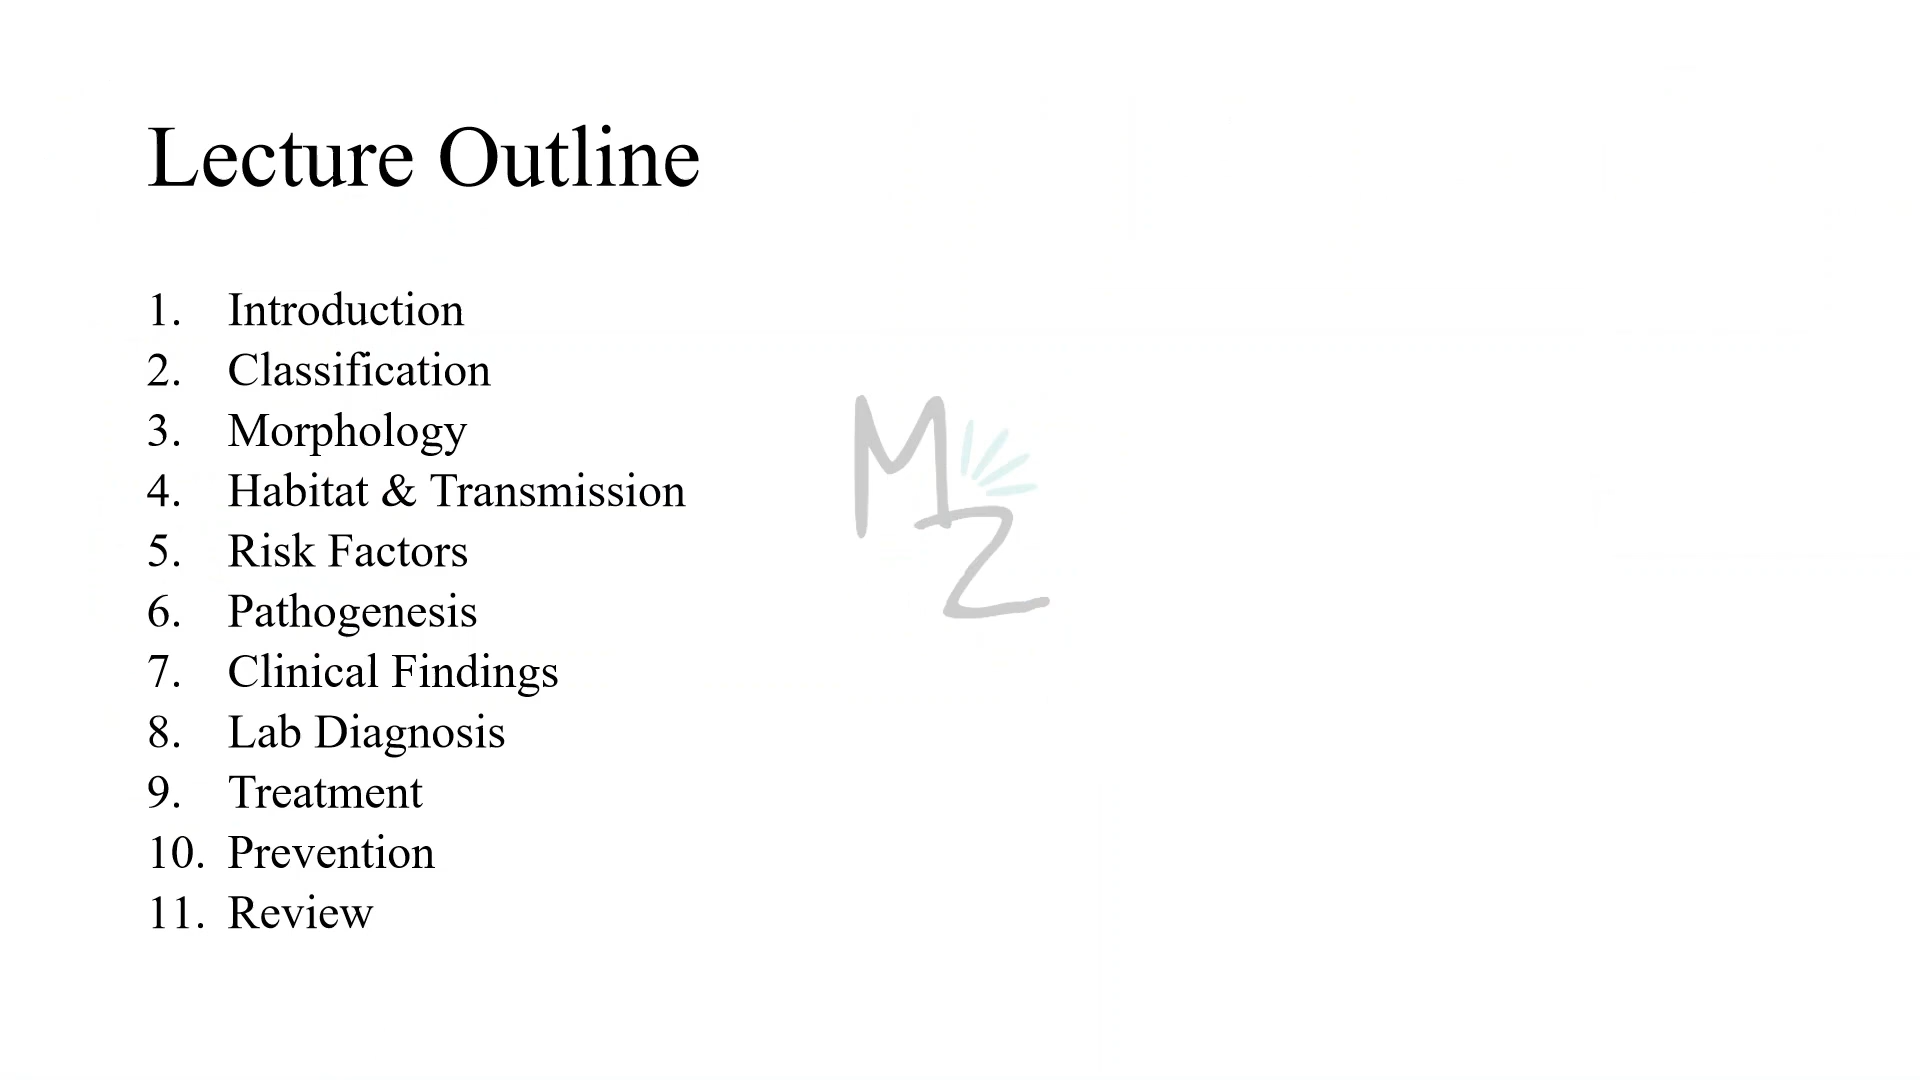 Lecture Outline
1. Introduction
2. Classification
3. Morphology
4. Habitat & Transmission
5. Risk Factors
6. Pathogenesis
7. Clinical Findings
8. Lab Diagnosis
9. Treatment
10. Prevention
11. Review
MZ